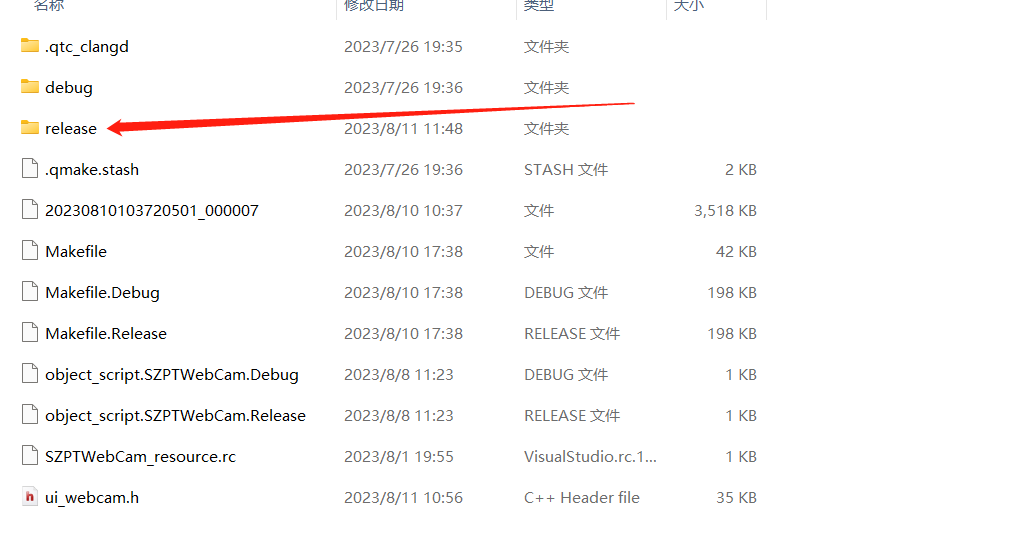 名称 修改日期 类型 大小
.qtc_clangd 2023/7/26 19:35 文件夹
debug 2023/7/26 19:36 文件夹
release 2023/8/11 11:48 文件夹
.qmake.stash 2023/7/26 19:36 STASH 文件 2 KB
20230810103720501_000007 2023/8/10 10:37 文件 3,518 KB
Makefile 2023/8/10 17:38 文件 42 KB
Makefile.Debug 2023/8/10 17:38 DEBUG 文件 198 KB
Makefile.Release 2023/8/10 17:38 RELEASE 文件 198 KB
object_script.SZPTWebCam.Debug 2023/8/8 11:23 DEBUG 文件 1 KB
object_script.SZPTWebCam.Release 2023/8/8 11:23 RELEASE 文件 1 KB
SZPTWebCam_resource.rc 2023/8/1 19:55 VisualStudio.rc.1... 1 KB
h ui_webcam.h 2023/8/11 10:56 C++ Header file 35 KB